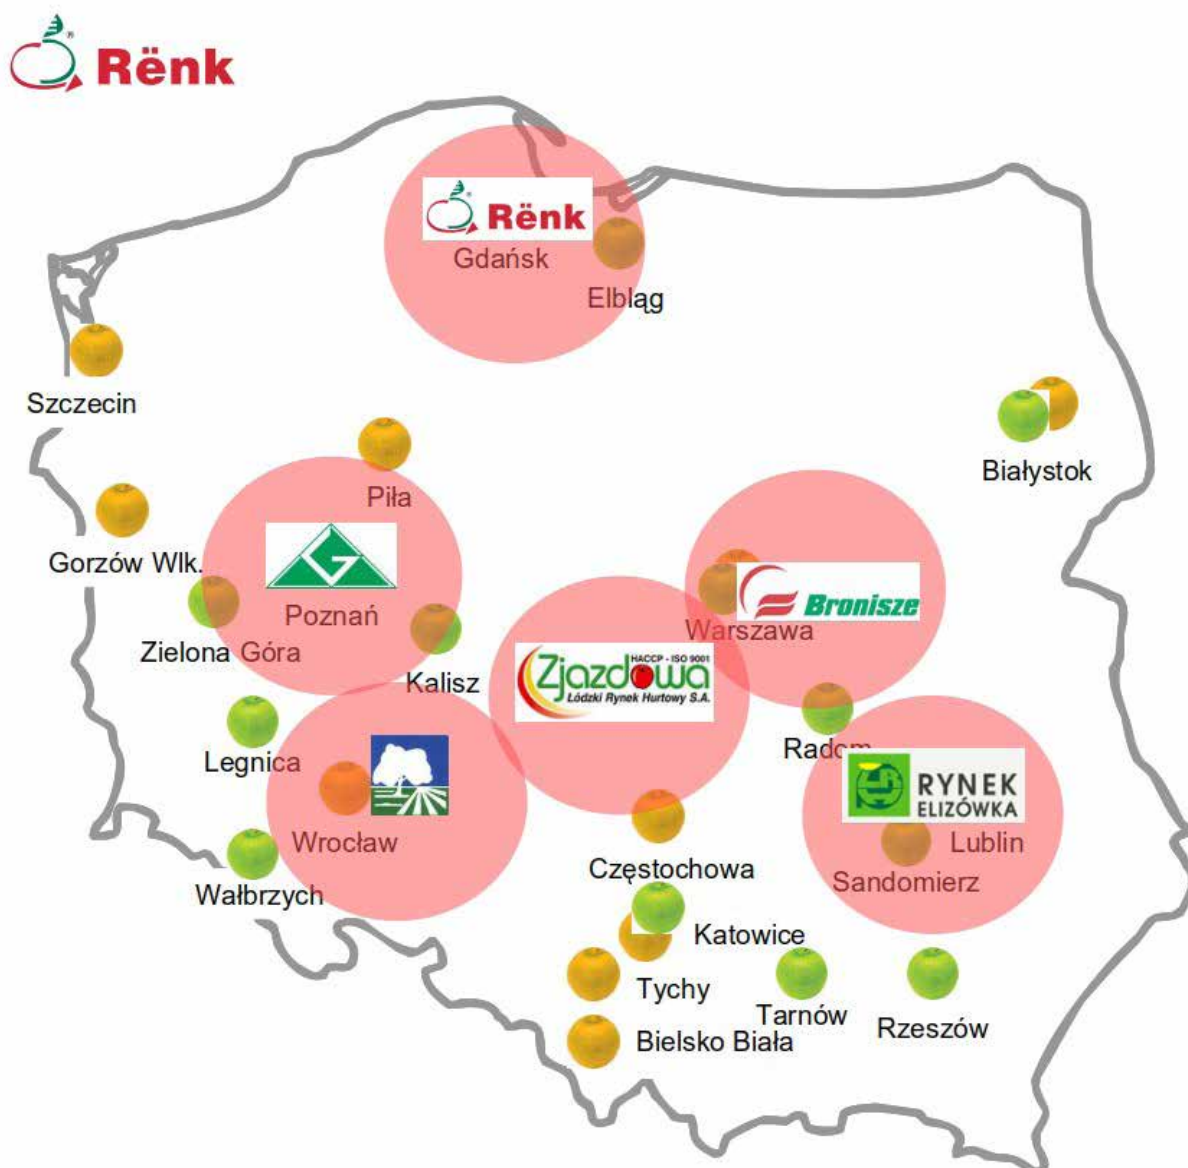 Rënk
Rënk
Gdańsk
Elbląg
Szczecin
Białystok
Piła
Gorzów Wlk.
Poznań
Bronisze
Warszawa
Zielona Góra
Kalisz
HACCP - ISO 9001
Zjazdowa
Łódzki Rynek Hurtowy S.A.
Legnica
Radom
RYNEK
ELIZÓWKA
Wrocław
Lublin
Częstochowa
Sandomierz
Wałbrzych
Katowice
Tychy
Tarnów
Rzeszów
Bielsko Biała